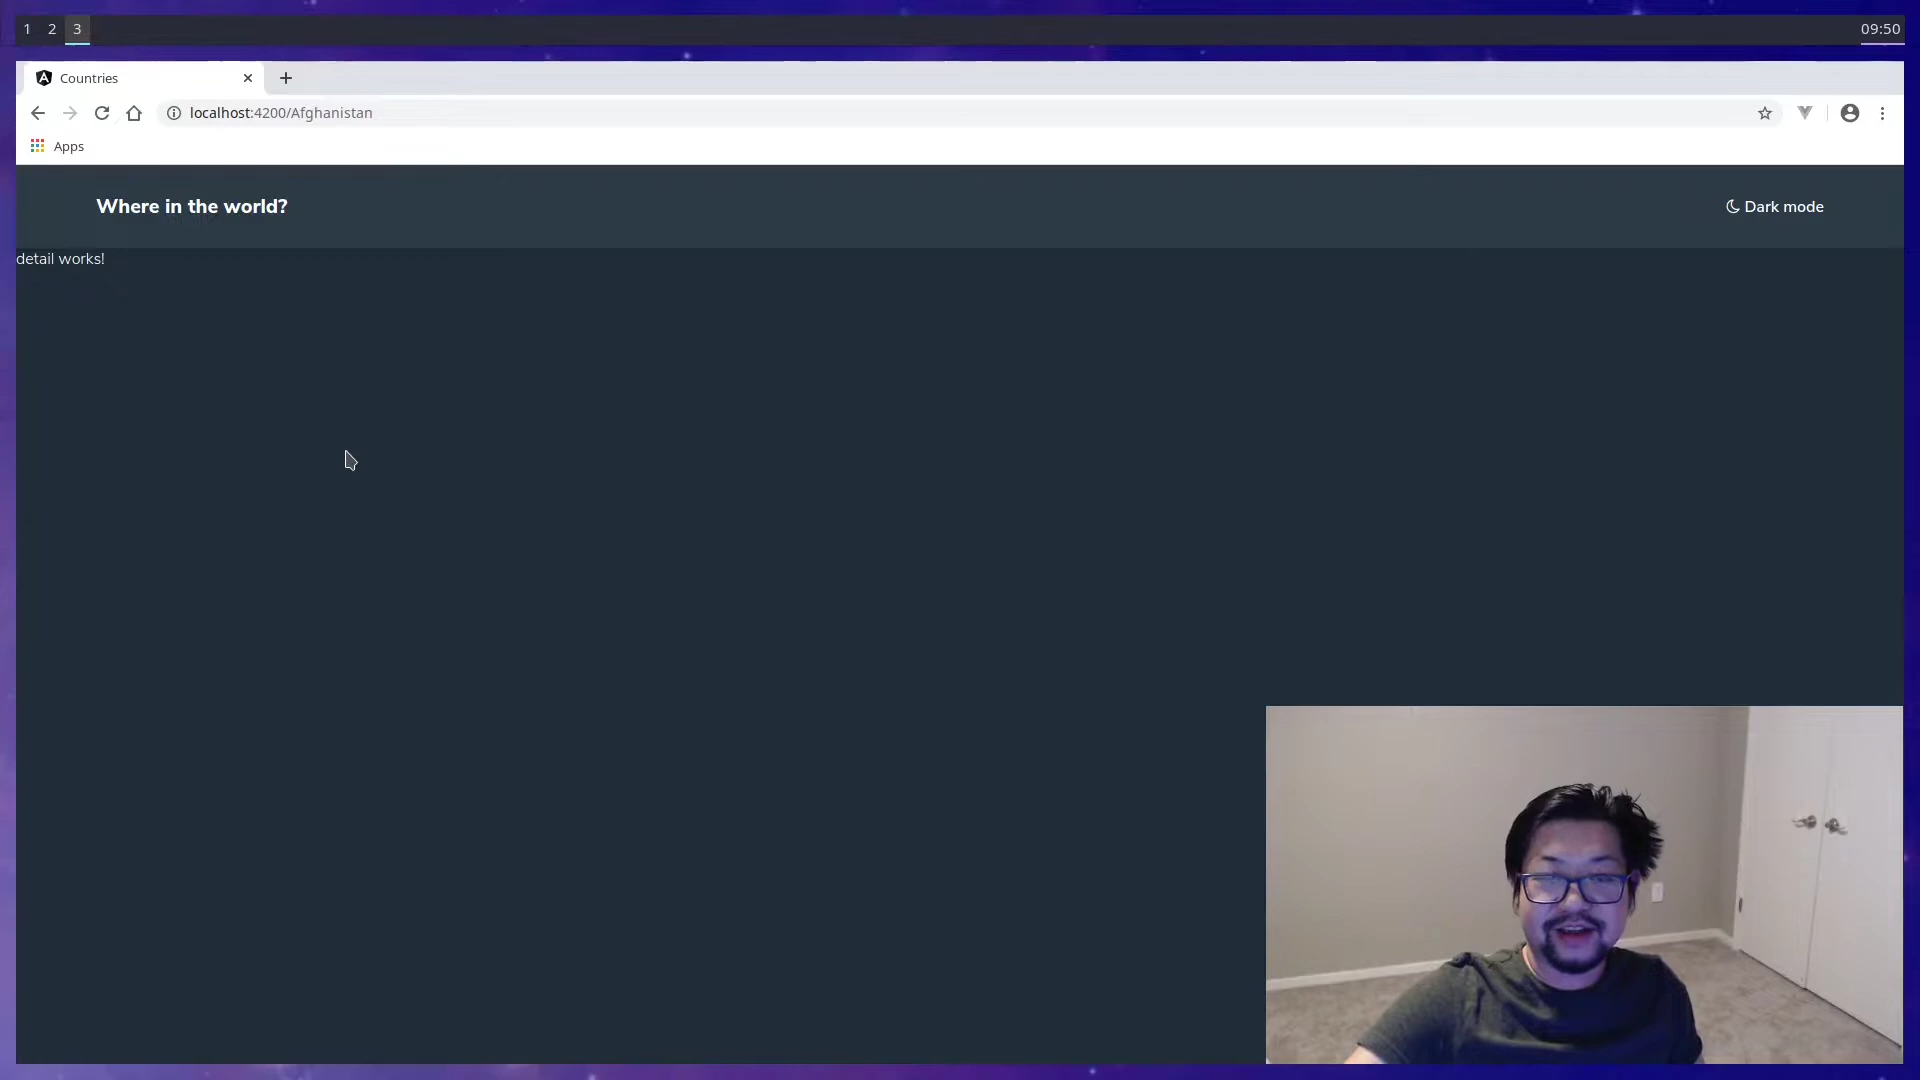 1 2 3
09:50
Countries
localhost:4200/Afghanistan
Apps
Where in the world?
Dark mode
detail works!